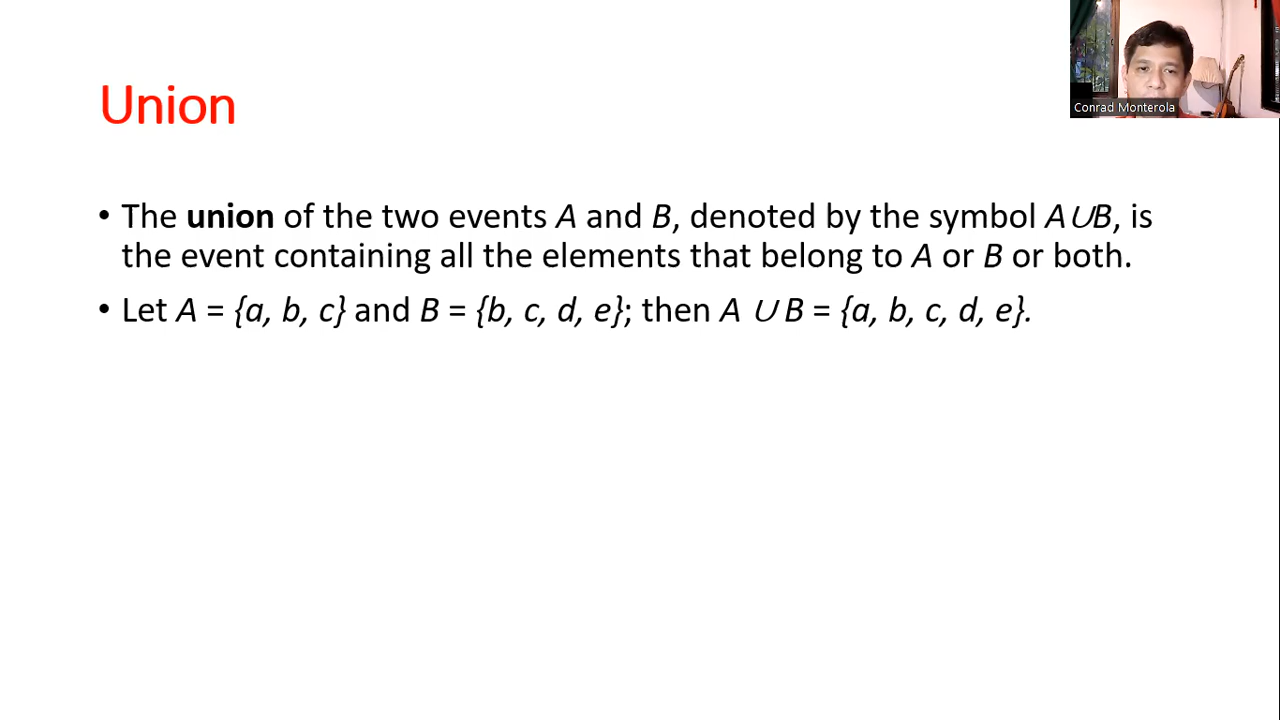 Union
Conrad Monterola
• The union of the two events A and B, denoted by the symbol A∪B, is
the event containing all the elements that belong to A or B or both.
• Let A = {a, b, c} and B = {b, c, d, e}; then A ∪ B = {a, b, c, d, e}.